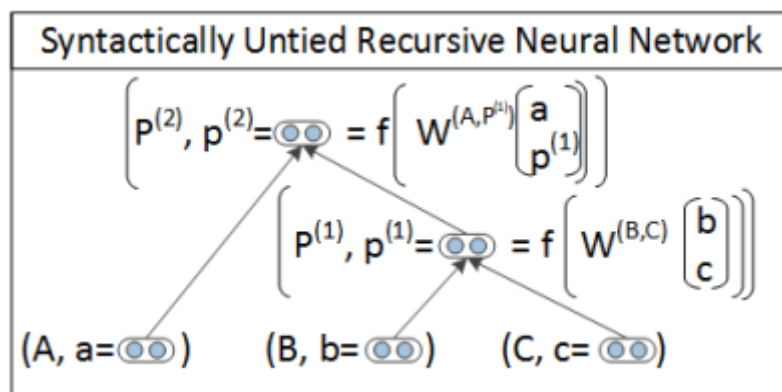 Syntactically Untied Recursive Neural Network
(P^(2), p^(2)= = f(W^(A,P^(1)) [a p^(1)]))
(P^(1), p^(1)= = f(W^(B,C) [b c]))
(A, a= ) (B, b= ) (C, c= )